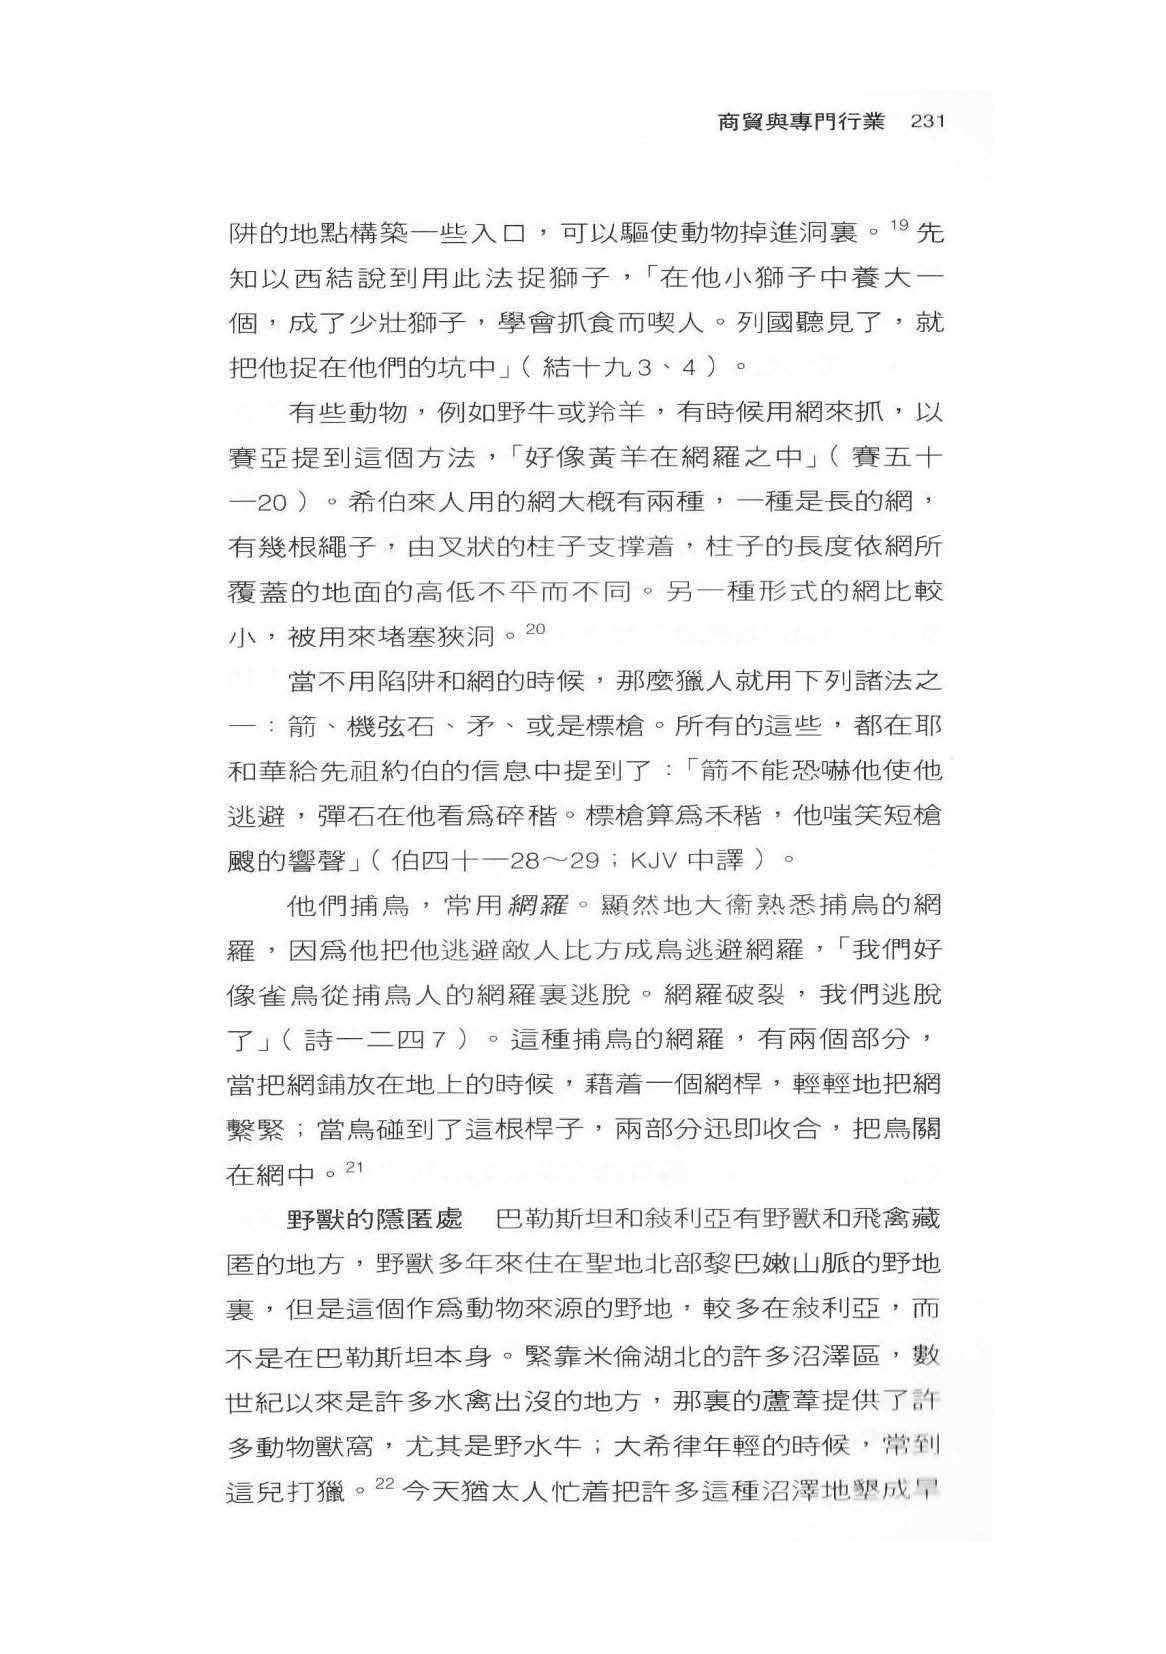 商貿與專門行業 231
阱的地點構築一些入口，可以驅使動物掉進洞裏。19先
知以西結說到用此法捉獅子，「在他小獅子中養大一
個，成了少壯獅子，學會抓食而喫人。列國聽見了，就
把他捉在他們的坑中」（結十九3、4）。
有些動物，例如野牛或羚羊，有時候用網來抓，以
賽亞提到這個方法，「好像黃羊在網羅之中」（賽五十
一20）。希伯來人用的網大概有兩種，一種是長的網，
有幾根繩子，由叉狀的柱子支撐着，柱子的長度依網所
覆蓋的地面的高低不平而不同。另一種形式的網比較
小，被用來堵塞狹洞。20
當不用陷阱和網的時候，那麼獵人就用下列諸法之
一：箭、機弦石、矛、或是標槍。所有的這些，都在耶
和華給先祖約伯的信息中提到了：「箭不能恐嚇他使他
逃避，彈石在他看爲碎稭。標槍算爲禾稭，他嗤笑短槍
颼的響聲」（伯四十一28～29；KJV中譯）。
他們捕鳥，常用網羅。顯然地大衞熟悉捕鳥的網
羅，因爲他把他逃避敵人比方成鳥逃避網羅，「我們好
像雀鳥從捕鳥人的網羅裏逃脫。網羅破裂，我們逃脫
了」（詩一二四7）。這種捕鳥的網羅，有兩個部分，
當把網鋪放在地上的時候，藉着一個網桿，輕輕地把網
繫緊；當鳥碰到了這根桿子，兩部分迅即收合，把鳥關
在網中。21
野獸的隱匿處　巴勒斯坦和敍利亞有野獸和飛禽藏
匿的地方，野獸多年來住在聖地北部黎巴嫩山脈的野地
裏，但是這個作爲動物來源的野地，較多在敍利亞，而
不是在巴勒斯坦本身。緊靠米倫湖北的許多沼澤區，數
世紀以來是許多水禽出沒的地方，那裏的蘆葦提供了許
多動物獸窩，尤其是野水牛；大希律年輕的時候，常到
這兒打獵。22今天猶太人忙着把許多這種沼澤地墾成旱